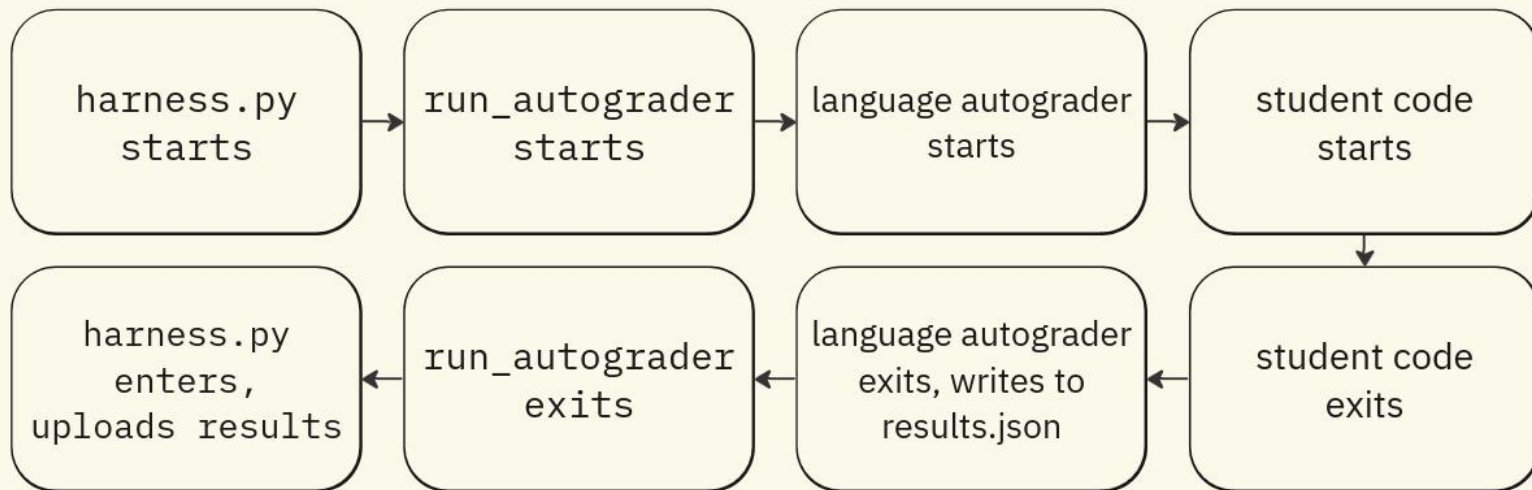 harness.py
starts
run_autograder
starts
language autograder
starts
student code
starts
harness.py
enters,
uploads results
run_autograder
exits
language autograder
exits, writes to
results.json
student code
exits